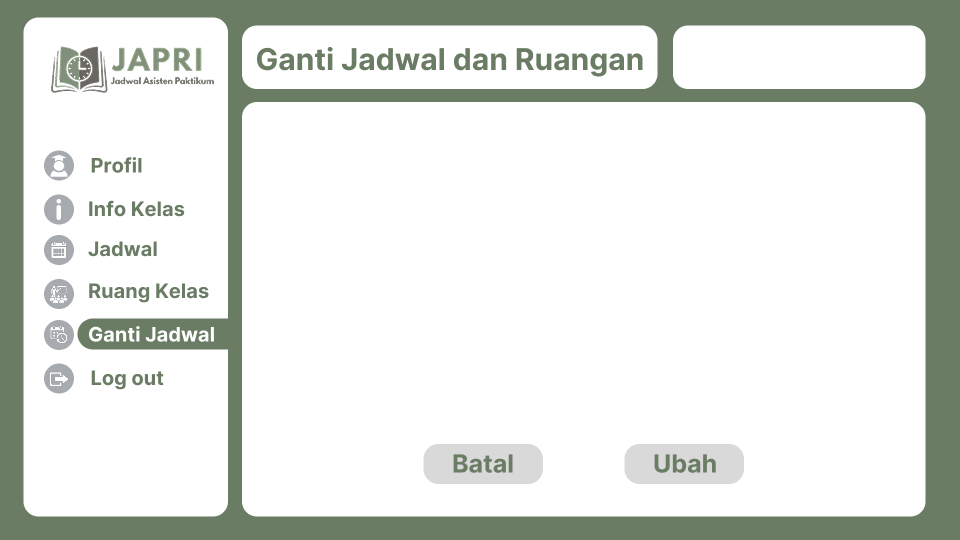 JAPRI
Jadwal Asisten Paktikum
Profil
Info Kelas
Jadwal
Ruang Kelas
Ganti Jadwal
Log out
Ganti Jadwal dan Ruangan
Batal
Ubah